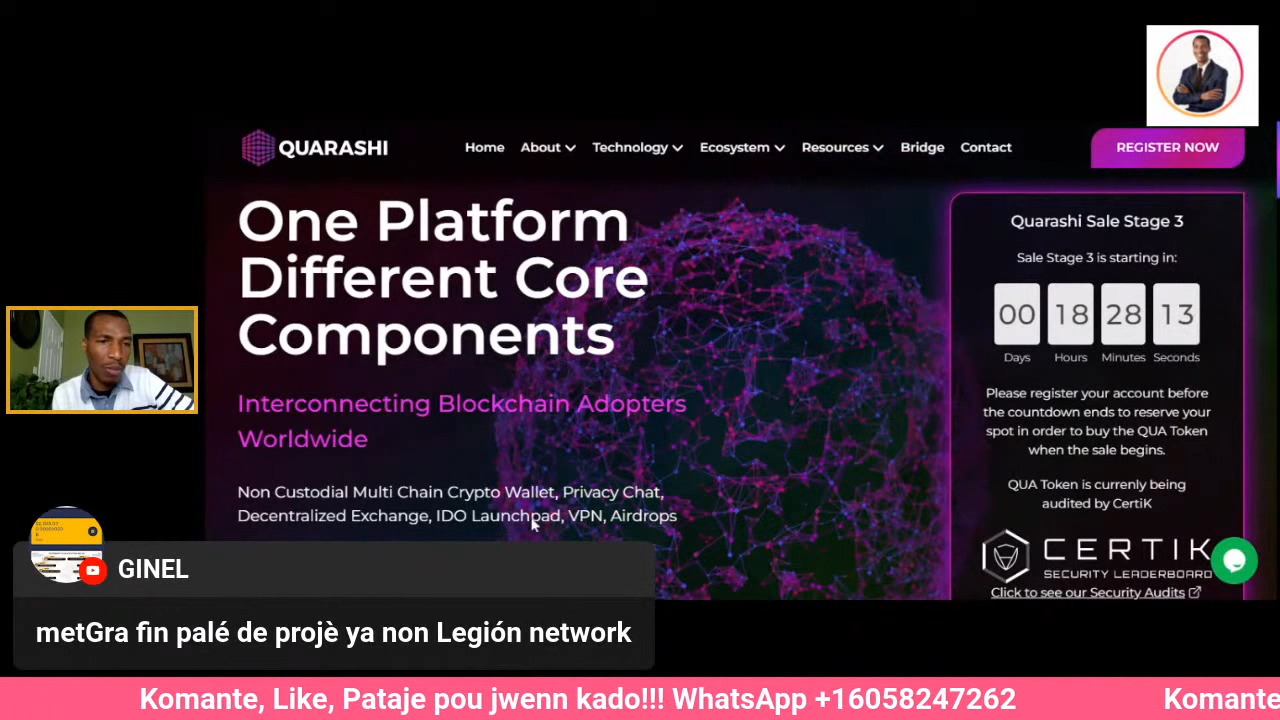 QUARASHI
Home About Technology Ecosystem Resources Bridge Contact
REGISTER NOW
One Platform
Different Core
Components
Interconnecting Blockchain Adopters
Worldwide
Non Custodial Multi Chain Crypto Wallet, Privacy Chat,
Decentralized Exchange, IDO Launchpad, VPN, Airdrops
Quarashi Sale Stage 3
Sale Stage 3 is starting in:
00 18 28 13
Days Hours Minutes Seconds
Please register your account before
the countdown ends to reserve your
spot in order to buy the QUA Token
when the sale begins.
QUA Token is currenly being
audited by CertiK
CERTIK
SECURITY LEADERBOARD
Click to see our Security Audits
GINEL
metGra fin palé de projè ya non Legión network
Komante, Like, Pataje pou jwenn kado!!! WhatsApp +16058247262 Komante